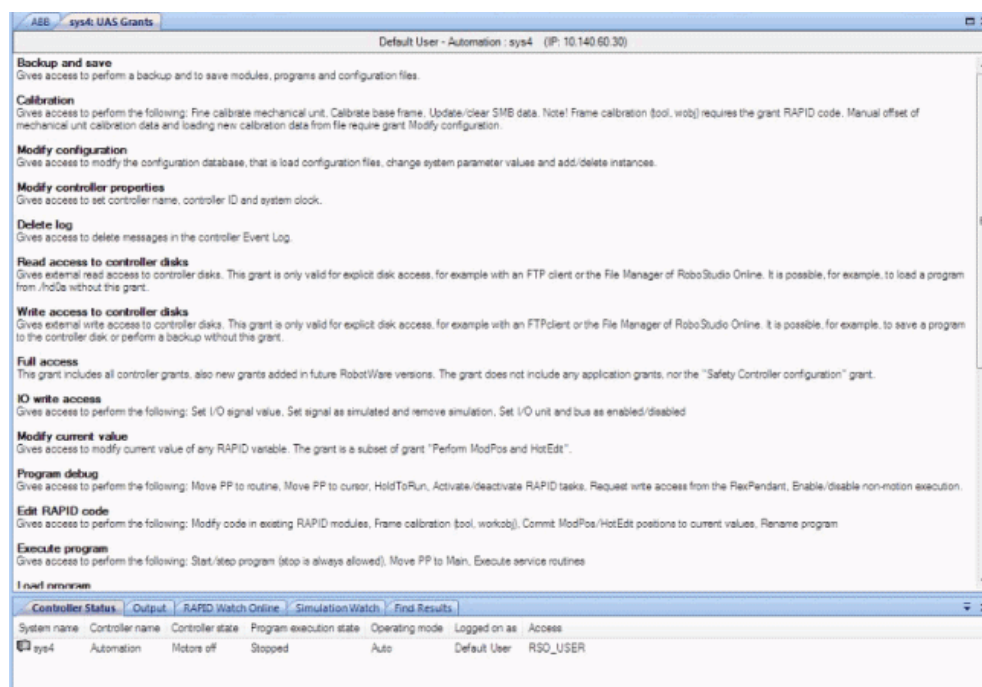 ABB sys4: UAS Grants
Default User - Automation : sys4 (IP: 10.140.60.30)
Backup and save
Gives access to perform a backup and to save modules, programs and configuration files.
Calibration
Gives access to perform the following: Fine calibrate mechanical unit, Calibrate base frame, Update/clear SMB data. Note! Frame calibration (tool, wobj) requires the grant RAPID code. Manual offset of
mechanical unit calibration data and loading new calibration data from file require grant Modify configuration.
Modify configuration
Gives access to modify the configuration database, that is load configuration files, change system parameter values and add/delete instances.
Modify controller properties
Gives access to set controller name, controller ID and system clock.
Delete log
Gives access to delete messages in the controller Event Log.
Read access to controller disks
Gives external read access to controller disks. This grant is only valid for explicit disk access, for example with an FTP client or the File Manager of RoboStudio Online. It is possible, for example, to load a program
from /hd0a without this grant.
Write access to controller disks
Gives external write access to controller disks. This grant is only valid for explicit disk access, for example with an FTPclient or the File Manager of RoboStudio Online. It is possible, for example, to save a program
to the controller disk or perform a backup without this grant.
Full access
This grant includes all controller grants, also new grants added in future RobotWare versions. The grant does not include any application grants, nor the "Safety Controller configuration" grant.
IO write access
Gives access to perform the following: Set I/O signal value, Set signal as simulated and remove simulation, Set I/O unit and bus as enabled/disabled
Modify current value
Gives access to modify current value of any RAPID variable. The grant is a subset of grant "Perform ModPos and HotEdit".
Program debug
Gives access to perform the following: Move PP to routine, Move PP to cursor, HoldToRun, Activate/deactivate RAPID tasks, Request write access from the FlexPendant, Enable/disable non-motion execution.
Edit RAPID code
Gives access to perform the following: Modify code in existing RAPID modules, Frame calibration (tool, workobj), Commit ModPos/HotEdit positions to current values, Rename program
Execute program
Gives access to perform the following: Start/step program (stop is always allowed), Move PP to Main, Execute service routines
Load program
Controller Status Output RAPID Watch Online Simulation Watch Find Results
System name Controller name Controller state Program execution state Operating mode Logged on as Access
sys4 Automation Motors off Stopped Auto Default User RSO_USER